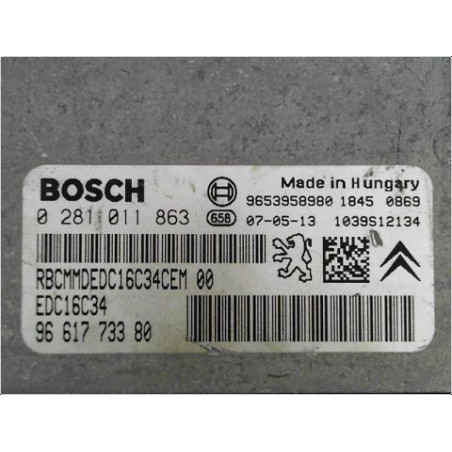 BOSCH
Made in Hungary
9653958980 1845 0869
0 281 011 863 658 07-05-13 1039S12134
RBCMMDEDC16C34CEM 00
EDC16C34
96 617 733 80